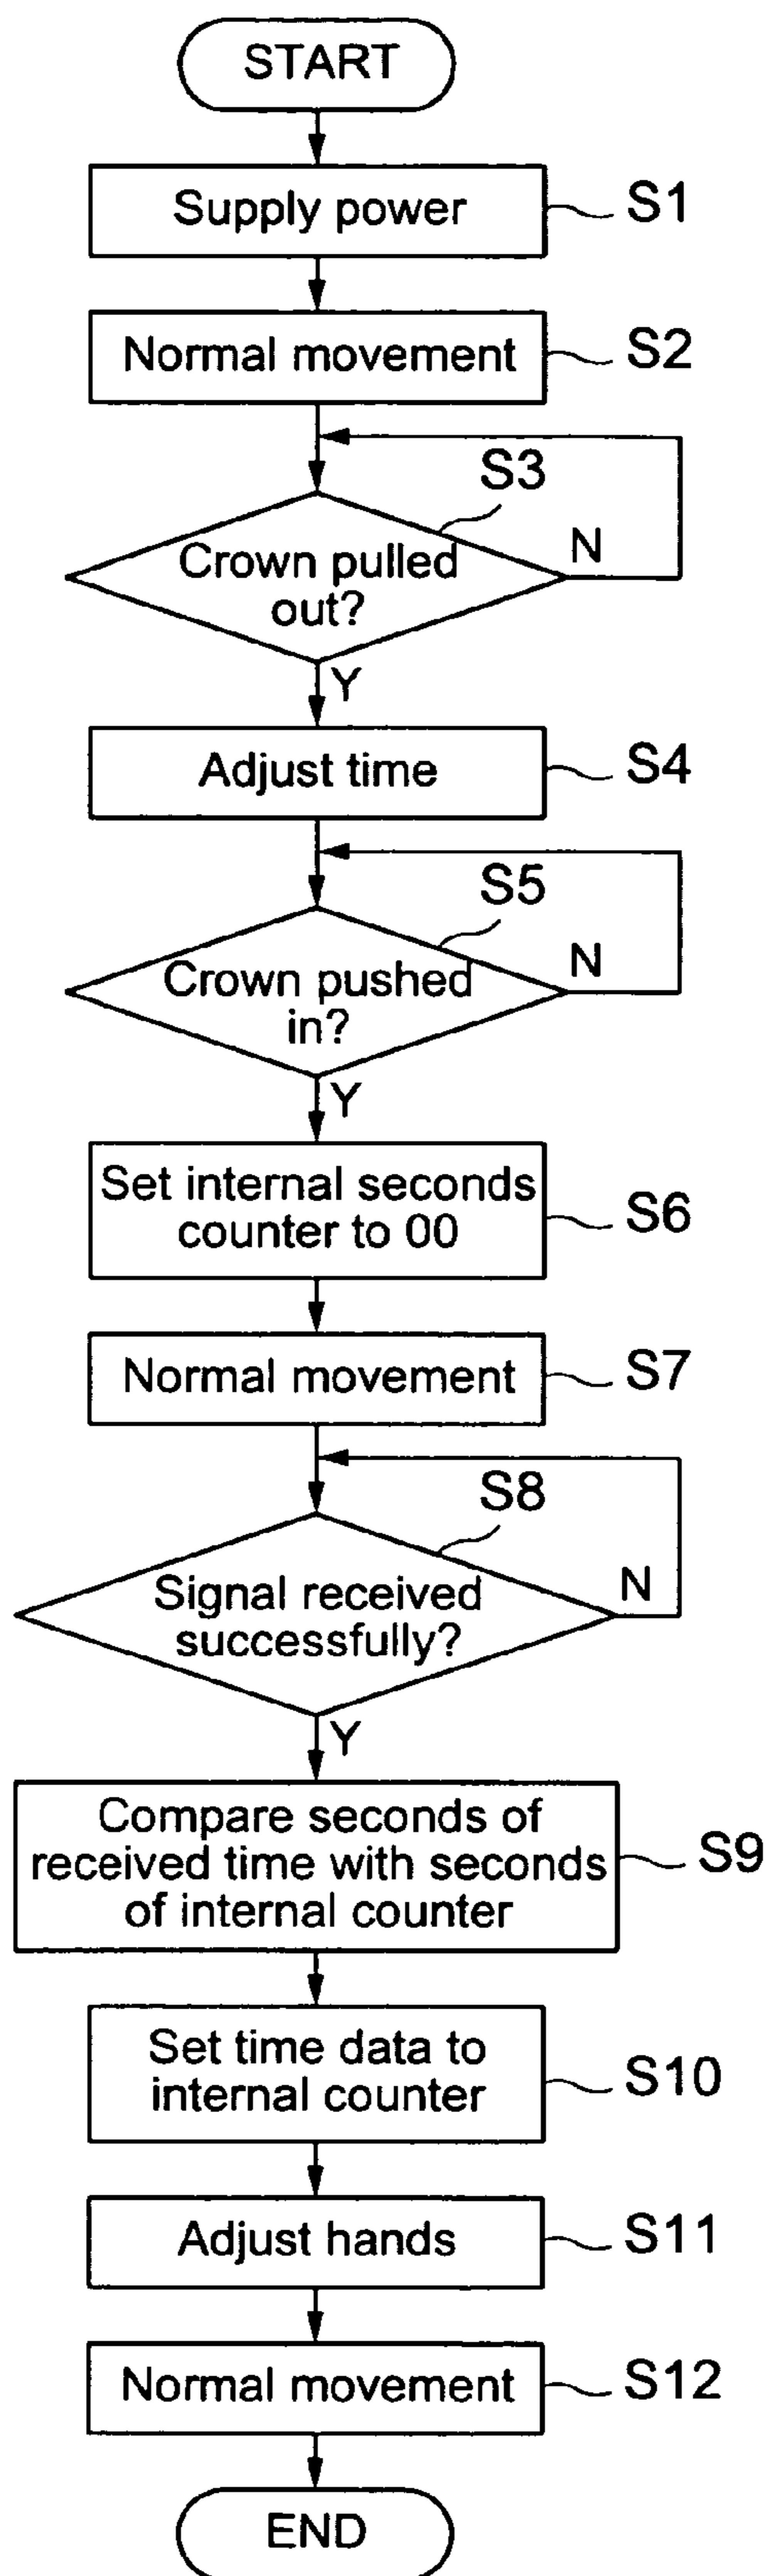 START
Supply power
S1
Normal movement
S2
S3
Crown pulled
out?
N
Y
Adjust time
S4
S5
Crown pushed
in?
N
Y
Set internal seconds
counter to 00
S6
Normal movement
S7
S8
Signal received
successfully?
N
Y
Compare seconds of
received time with seconds
of internal counter
S9
Set time data to
internal counter
S10
Adjust hands
S11
Normal movement
S12
END